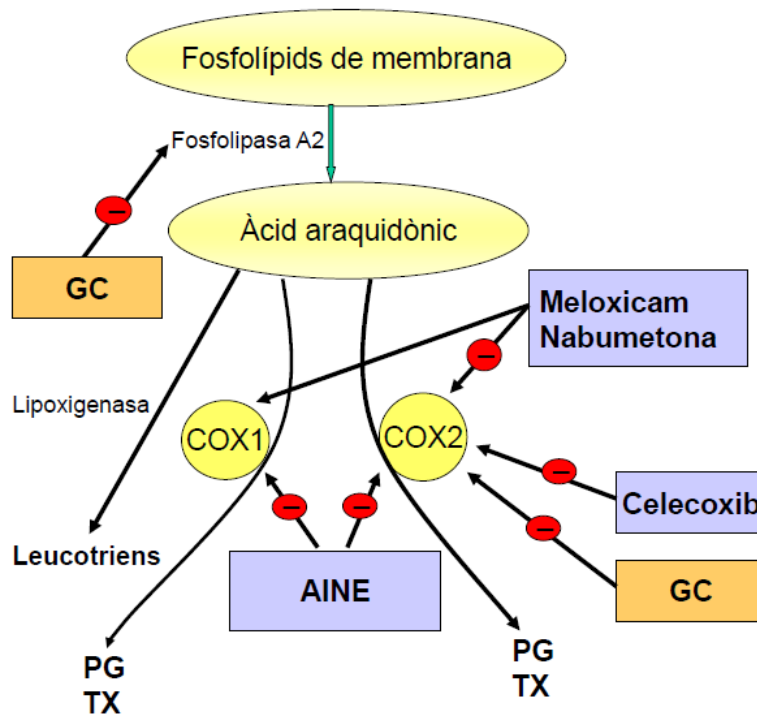 Fosfolípids de membrana
Fosfolipasa A2
Àcid araquidònic
GC
Meloxicam
Nabumetona
Lipoxigenasa
COX1
COX2
Celecoxib
Leucotriens
AINE
GC
PG
TX
PG
TX